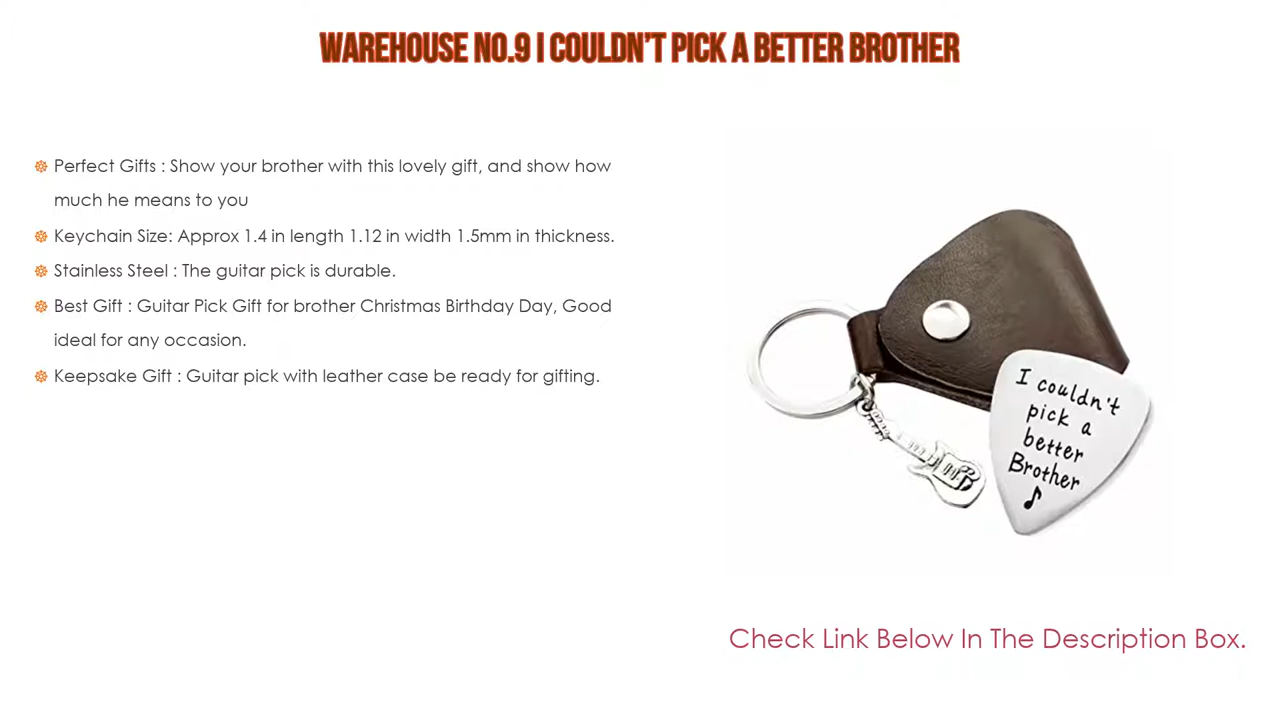 WAREHOUSE NO.9 I COULDN'T PICK A BETTER BROTHER
Perfect Gifts : Show your brother with this lovely gift, and show how
much he means to you
Keychain Size: Approx 1.4 in length 1.12 in width 1.5mm in thickness.
Stainless Steel : The guitar pick is durable.
Best Gift : Guitar Pick Gift for brother Christmas Birthday Day, Good
ideal for any occasion.
Keepsake Gift : Guitar pick with leather case be ready for gifting.
I couldn't
pick a
better
Brother
Check Link Below In The Description Box.